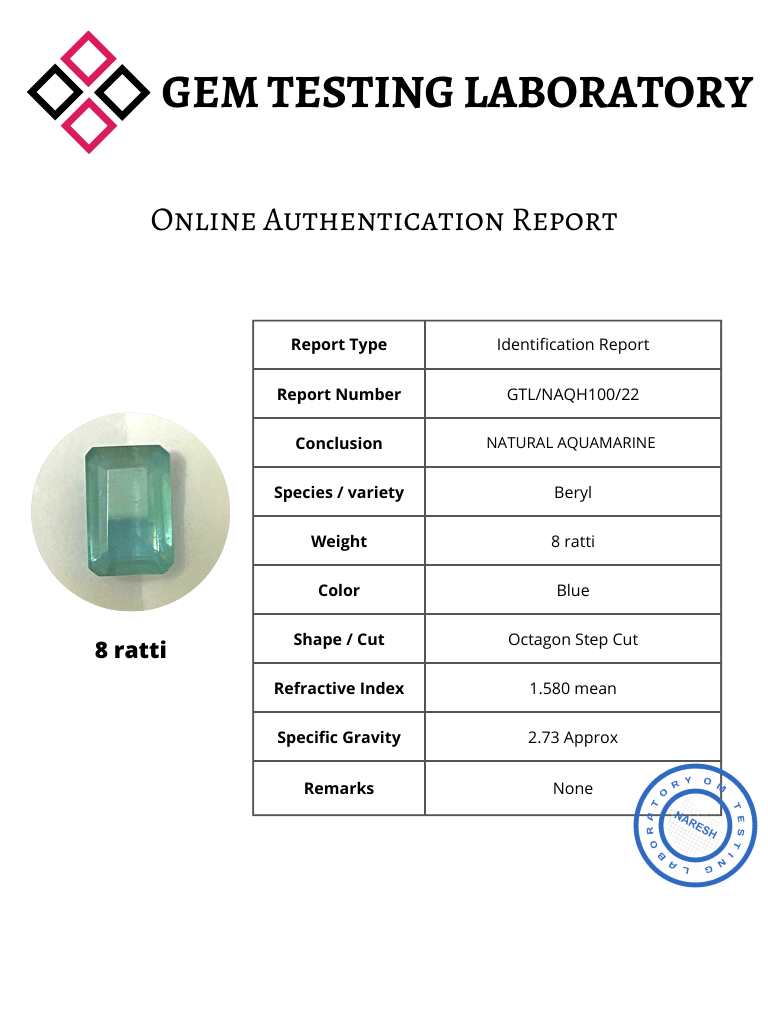 GEM TESTING LABORATORY
Online Authentication Report
Report Type Identification Report
Report Number GTL/NAQH100/22
Conclusion NATURAL AQUAMARINE
Species / variety Beryl
Weight 8 ratti
Color Blue
Shape / Cut Octagon Step Cut
Refractive Index 1.580 mean
Specific Gravity 2.73 Approx
Remarks None
8 ratti
OM TESTING LABORATORY
NARESH